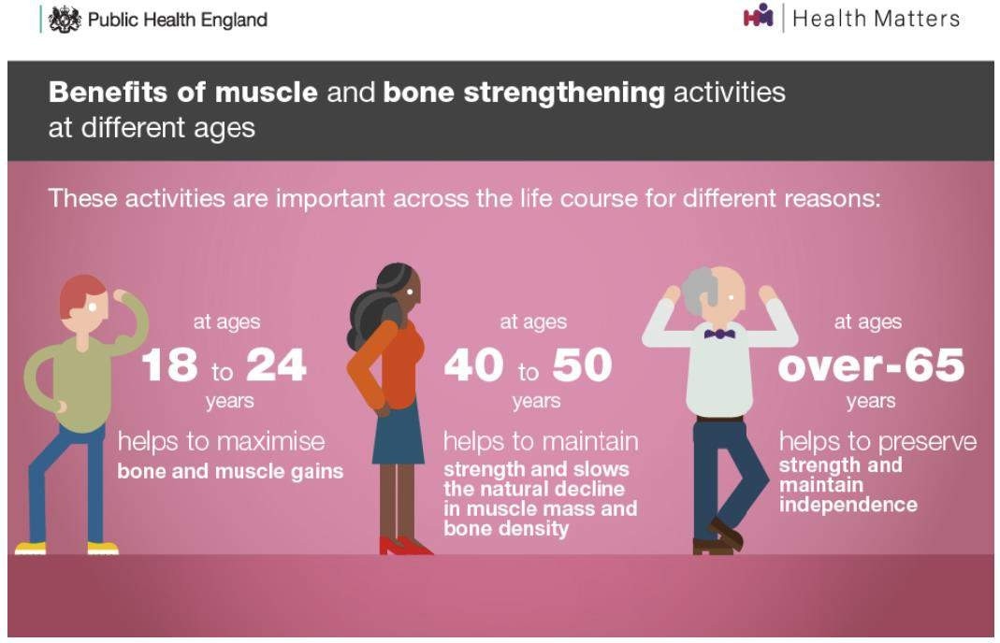 Public Health England
Health Matters
Benefits of muscle and bone strengthening activities
at different ages
These activities are important across the life course for different reasons:
at ages
18 to 24
years
helps to maximise
bone and muscle gains
at ages
40 to 50
years
helps to maintain
strength and slows
the natural decline
in muscle mass and
bone density
at ages
over-65
years
helps to preserve
strength and
maintain
independence